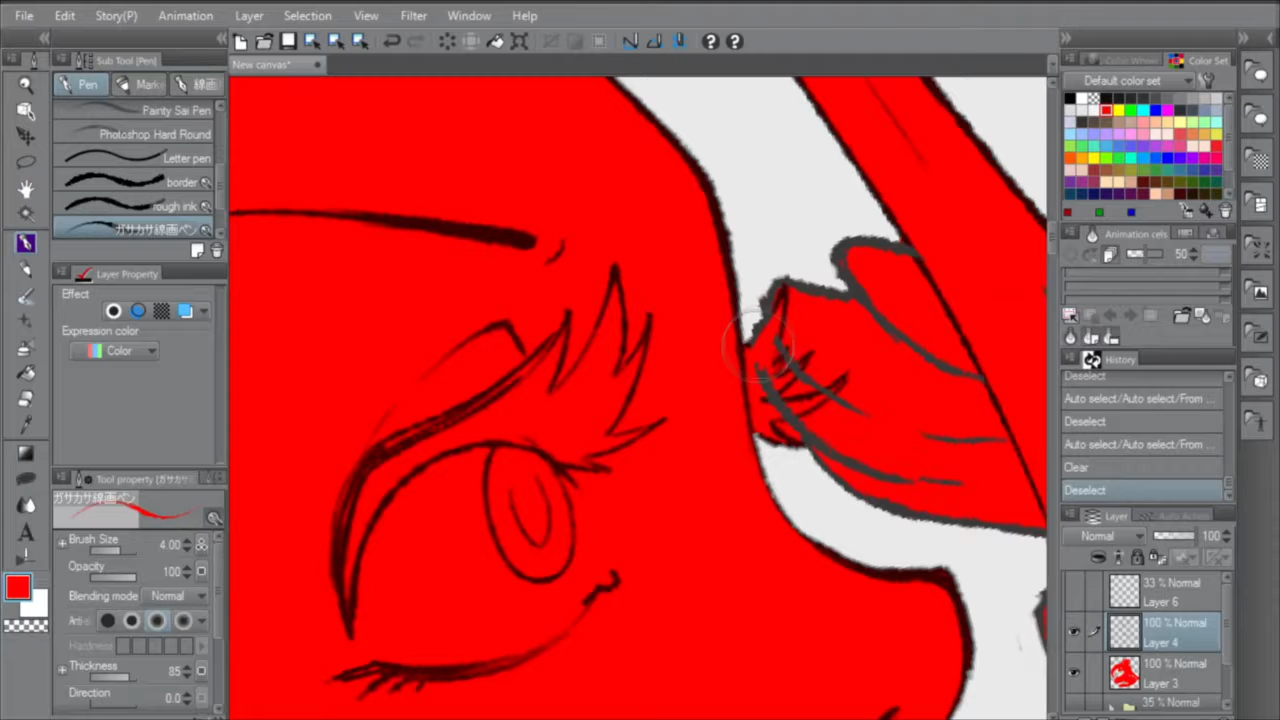 File Edit Story(P) Animation Layer Selection View Filter Window Help
Sub Tool [Pen]
New canvas*
Color Wheel Color Set
Pen Marke 線画
Default color set
Painty Sai Pen
Photoshop Hard Round
Letter pen
border
rough ink
ガサカサ線画ペン
Animation cels
50
Layer Property
Effect
Expression color
Color
History
Deselect
Auto select/Auto select/From ...
Deselect
Auto select/Auto select/From ...
Clear
Deselect
Tool property [ガサカサ線
ガサカサ線画ペン
Layer Auto Action
Normal 100
Brush Size 4.00
Opacity 100
Blending mode Normal
Anti-al
Hardness
Thickness 85
Direction 0.0
33 % Normal
Layer 6
100 % Normal
Layer 4
100 % Normal
Layer 3
35 % Normal